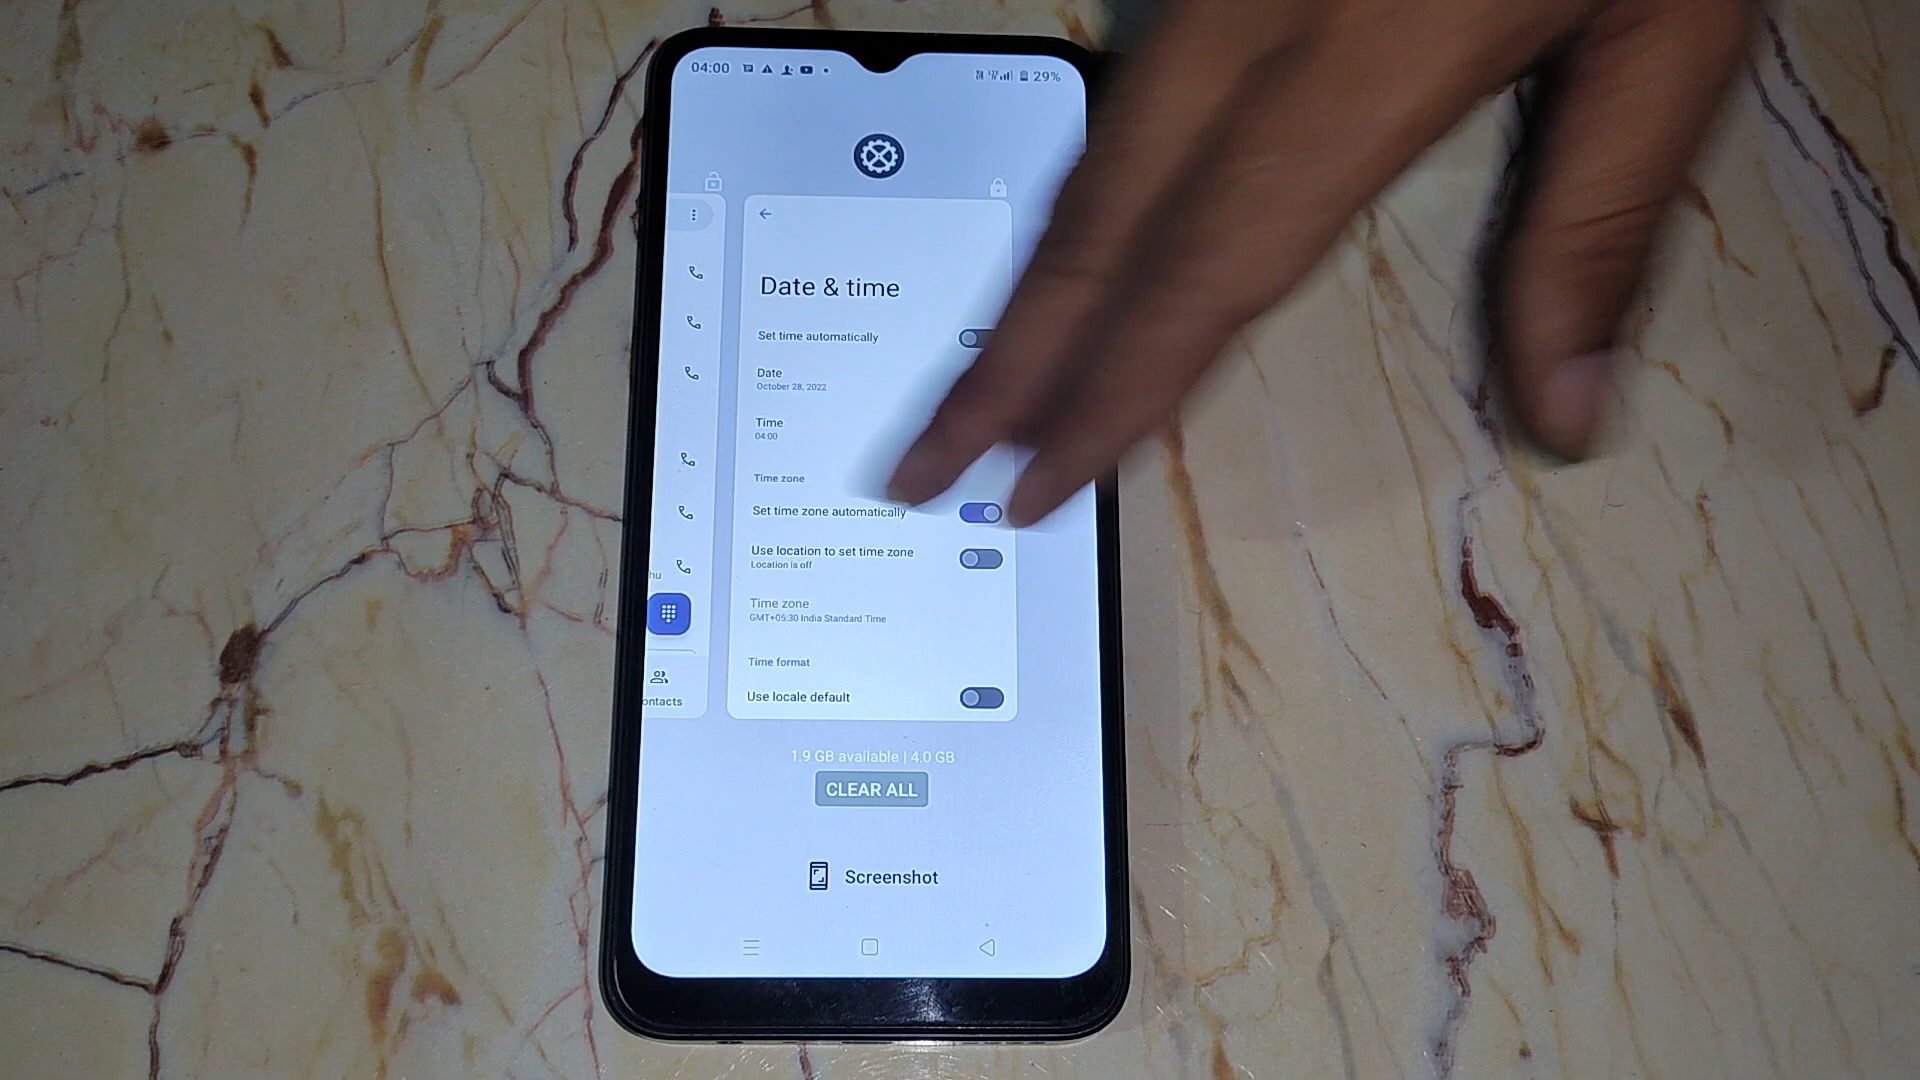 04:00
29%
Date & time
Set time automatically
Date
October 28, 2022
Time
04:00
Time zone
Set time zone automatically
Use location to set time zone
Location is off
hu
Time zone
GMT+05:30 India Standard Time
Time format
Use locale default
ontacts
1.9 GB available | 4.0 GB
CLEAR ALL
Screenshot